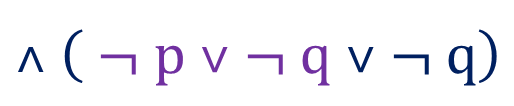 ∧ ( ¬ p ∨ ¬ q ∨ ¬ q)